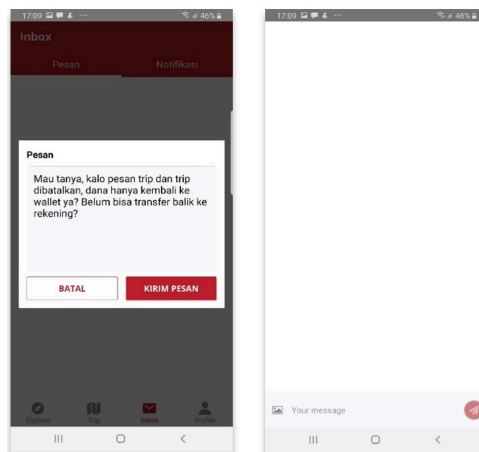 17:09
46%
Inbox
Pesan
Notifikasi
Pesan
Mau tanya, kalo pesan trip dan trip
dibatalkan, dana hanya kembali ke
wallet ya? Belum bisa transfer balik ke
rekening?
BATAL
KIRIM PESAN
Explore
Trip
Inbox
Profile
17:09
46%
Your message